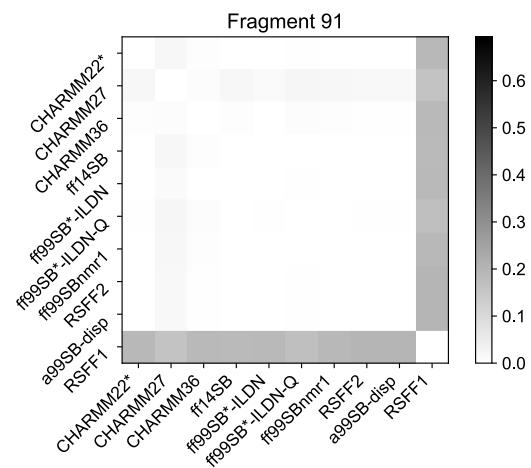 Fragment 91
CHARMM22*
CHARMM27
CHARMM36
ff14SB
ff99SB*-ILDN
ff99SB*-ILDN-Q
ff99SBnmr1
RSFF2
a99SB-disp
RSFF1
0.6
0.5
0.4
0.3
0.2
0.1
0.0
CHARMM22*
CHARMM27
CHARMM36
ff14SB
ff99SB*-ILDN
ff99SB*-ILDN-Q
ff99SBnmr1
RSFF2
a99SB-disp
RSFF1